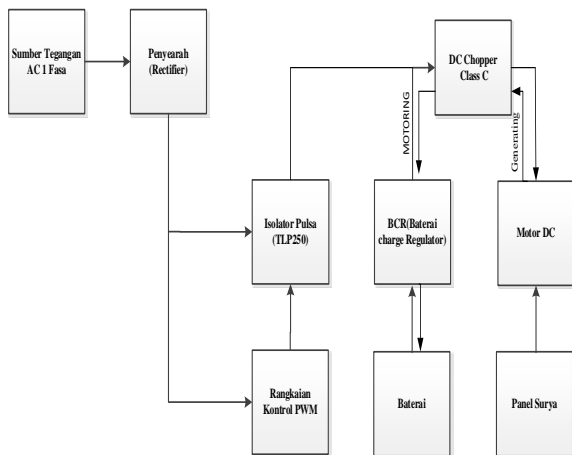 Sumber Tegangan
AC 1 Fasa
Penyearah
(Rectifier)
DC Chopper
Class C
MOTORING
Generating
Isolator Pulsa
(TLP250)
BCR(Baterai
charge Regulator)
Motor DC
Rangkaian
Kontrol PWM
Baterai
Panel Surya